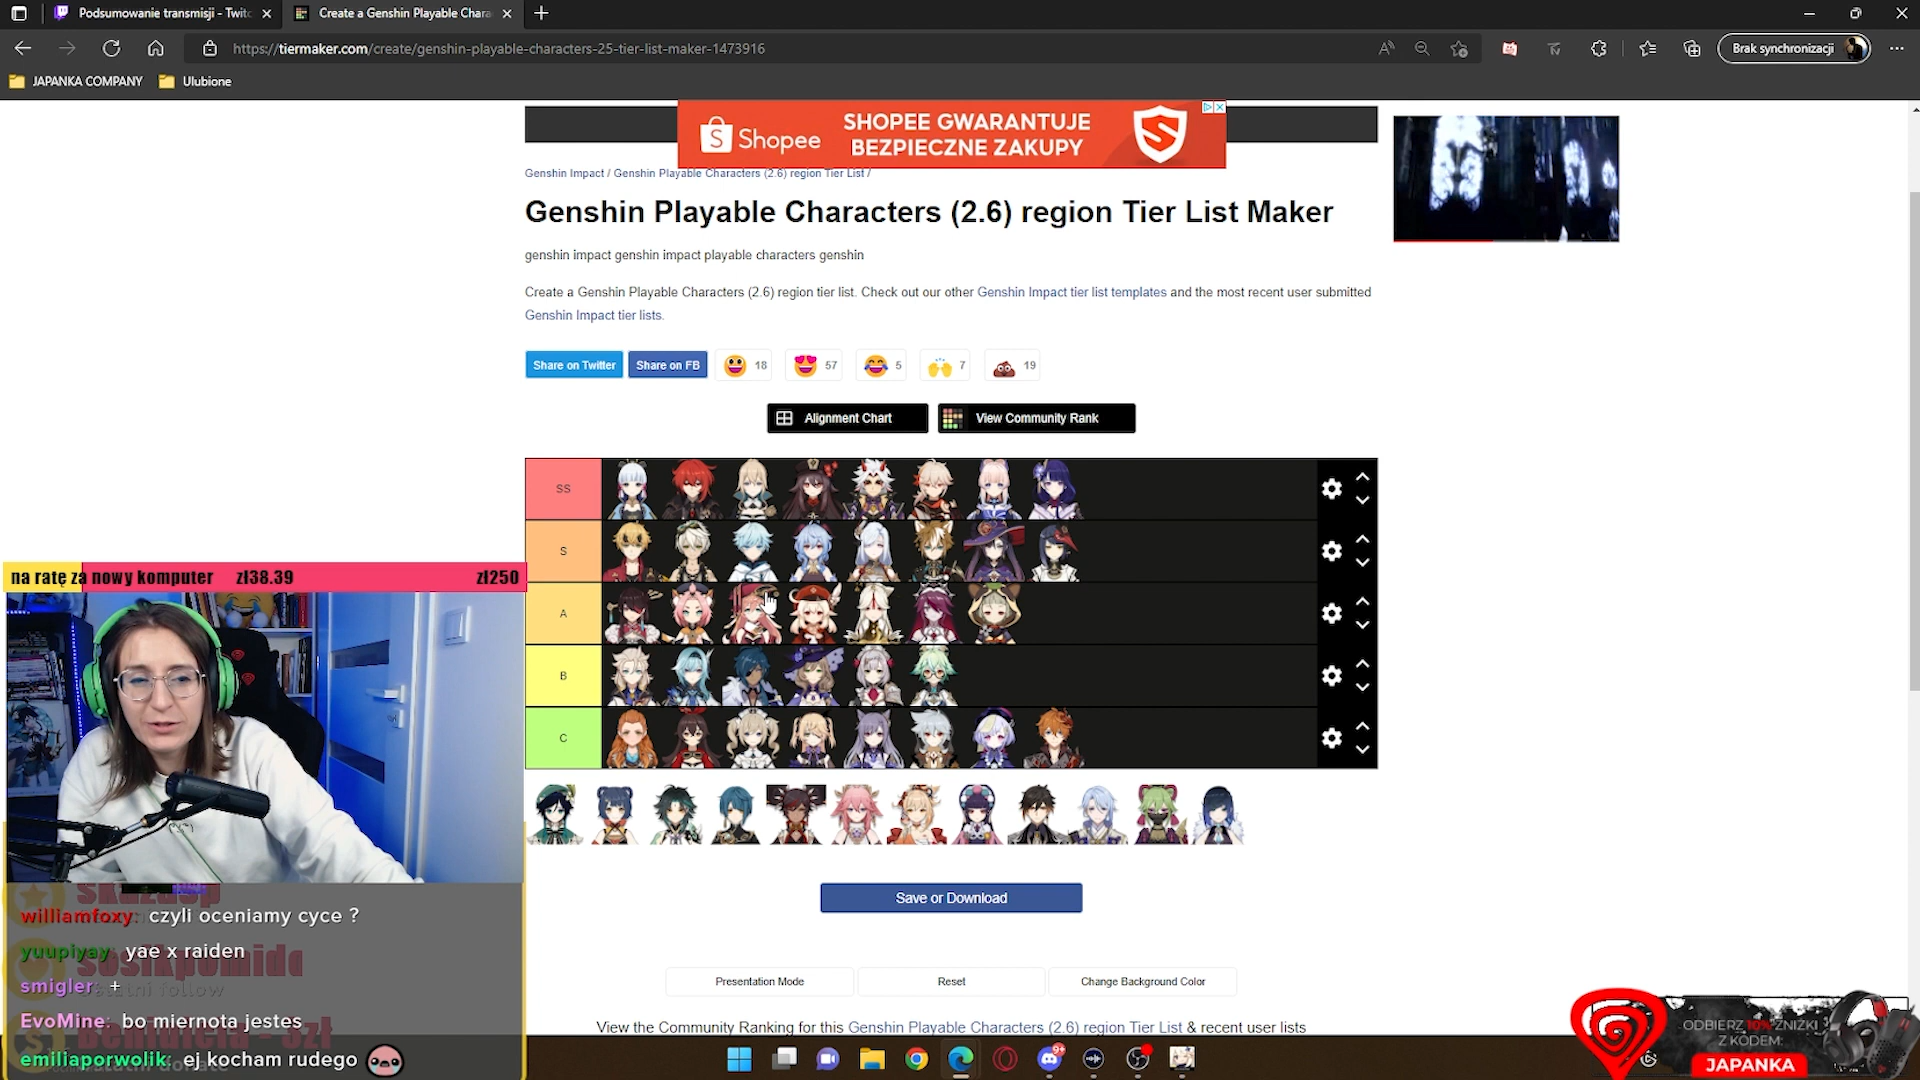 Podsumowanie transmisji - Twitc
Create a Genshin Playable Chara
https://tiermaker.com/create/genshin-playable-characters-25-tier-list-maker-1473916
Brak synchronizacji
JAPANKA COMPANY
Ulubione
Shopee
SHOPEE GWARANTUJE
BEZPIECZNE ZAKUPY
Genshin Impact / Genshin Playable Characters (2.6) region Tier List /
Genshin Playable Characters (2.6) region Tier List Maker
genshin impact genshin impact playable characters genshin
Create a Genshin Playable Characters (2.6) region tier list. Check out our other Genshin Impact tier list templates and the most recent user submitted
Genshin Impact tier lists.
Share on Twitter
Share on FB
18
57
5
7
19
Alignment Chart
View Community Rank
SS
S
A
B
C
na ratę za nowy komputer zł38.39 zł250
Save or Download
williamfoxy: czyli oceniamy cyce ?
yuupiyay: yae x raiden
smigler: +
EvoMine: bo miernota jestes
emiliaporwolik: ej kocham rudego
Presentation Mode
Reset
Change Background Color
View the Community Ranking for this Genshin Playable Characters (2.6) region Tier List & recent user lists
9+
ODBIERZ 10% ZNIŻKI
Z KODEM:
JAPANKA